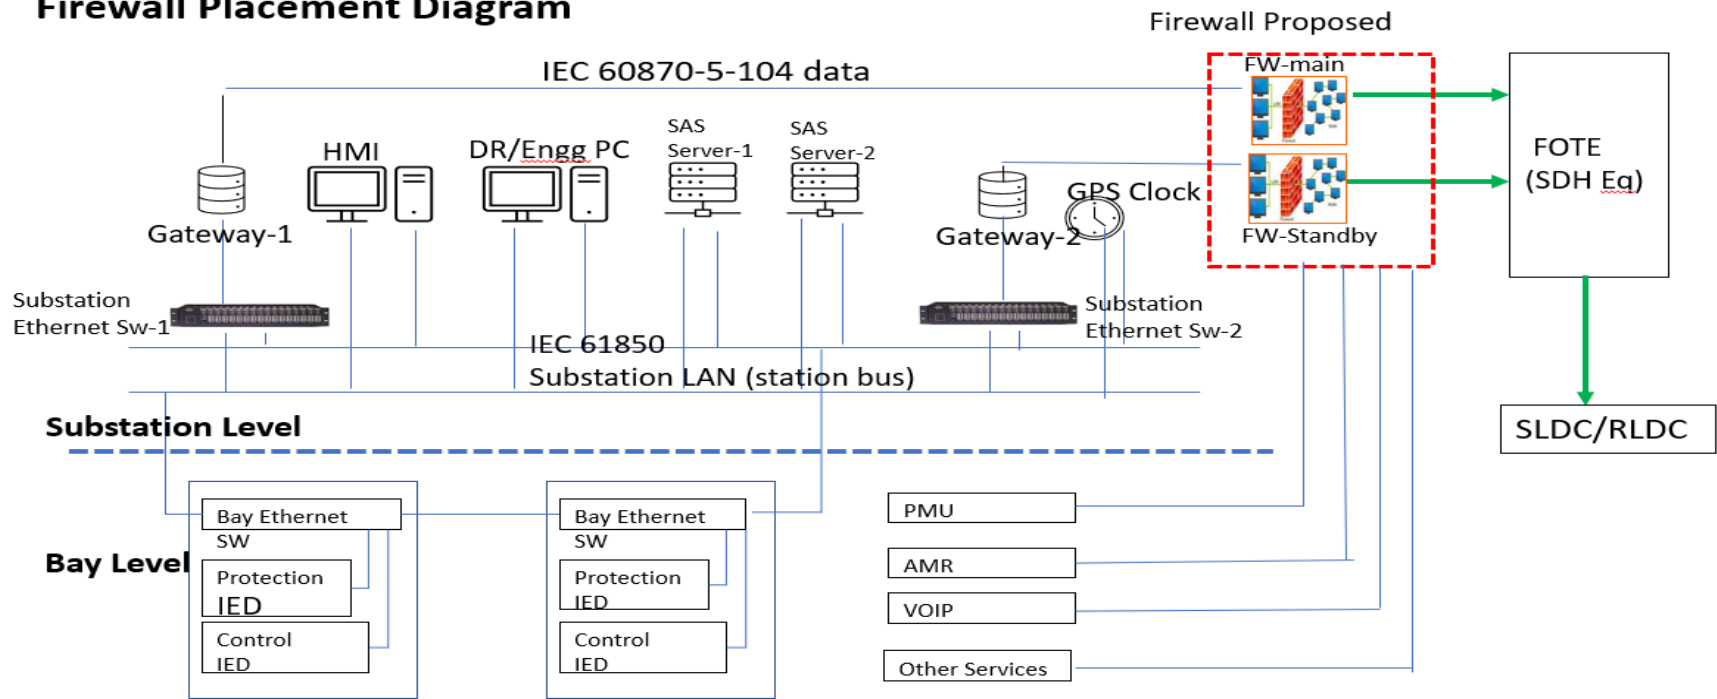 Firewall Placement Diagram
Firewall Proposed
IEC 60870-5-104 data
FW-main
HMI
DR/Engg PC
SAS
Server-1
SAS
Server-2
GPS Clock
FOTE
(SDH Eq)
Gateway-1
Gateway-2
FW-Standby
Substation
Ethernet Sw-1
Substation
Ethernet Sw-2
IEC 61850
Substation LAN (station bus)
Substation Level
SLDC/RLDC
Bay Ethernet
SW
Bay Ethernet
SW
PMU
Bay Level
Protection
IED
Protection
IED
AMR
VOIP
Control
IED
Control
IED
Other Services